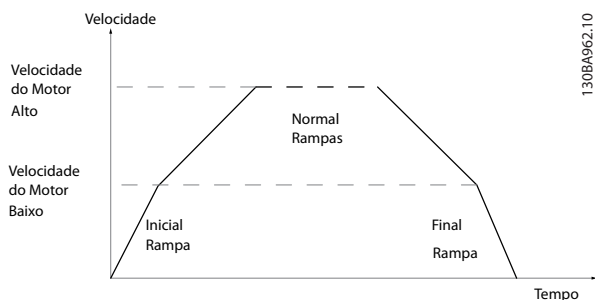 Velocidade
130BA962.10
Velocidade
do Motor
Alto
Normal
Rampas
Velocidade
do Motor
Baixo
Inicial
Rampa
Final
Rampa
Tempo